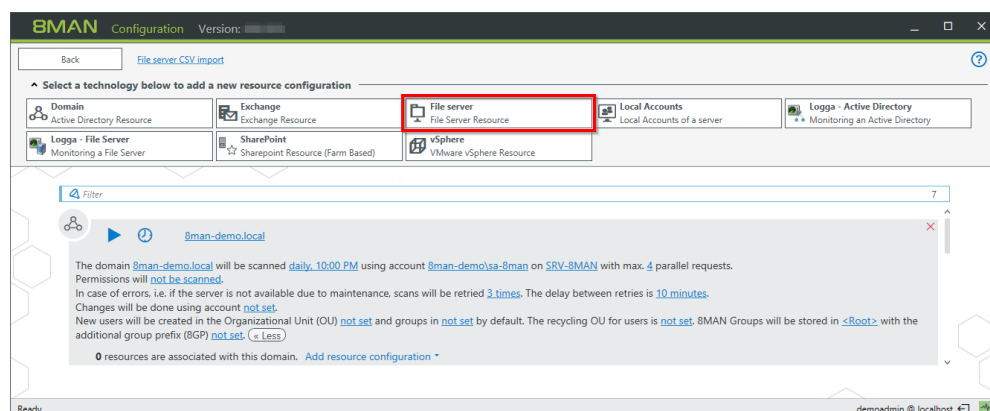 8MAN Configuration Version:
Back File server CSV import
Select a technology below to add a new resource configuration
Domain
Active Directory Resource
Exchange
Exchange Resource
File server
File Server Resource
Local Accounts
Local Accounts of a server
Logga - Active Directory
Monitoring an Active Directory
Logga - File Server
Monitoring a File Server
SharePoint
Sharepoint Resource (Farm Based)
vSphere
VMware vSphere Resource
Filter 7
8man-demo.local
The domain 8man-demo.local will be scanned daily, 10:00 PM using account 8man-demo\sa-8man on SRV-8MAN with max. 4 parallel requests.
Permissions will not be scanned.
In case of errors, i.e. if the server is not available due to maintenance, scans will be retried 3 times. The delay between retries is 10 minutes.
Changes will be done using account not set.
New users will be created in the Organizational Unit (OU) not set and groups in not set by default. The recycling OU for users is not set. 8MAN Groups will be stored in <Root> with the
additional group prefix (8GP) not set. « Less
0 resources are associated with this domain. Add resource configuration
Ready demoadmin @ localhost